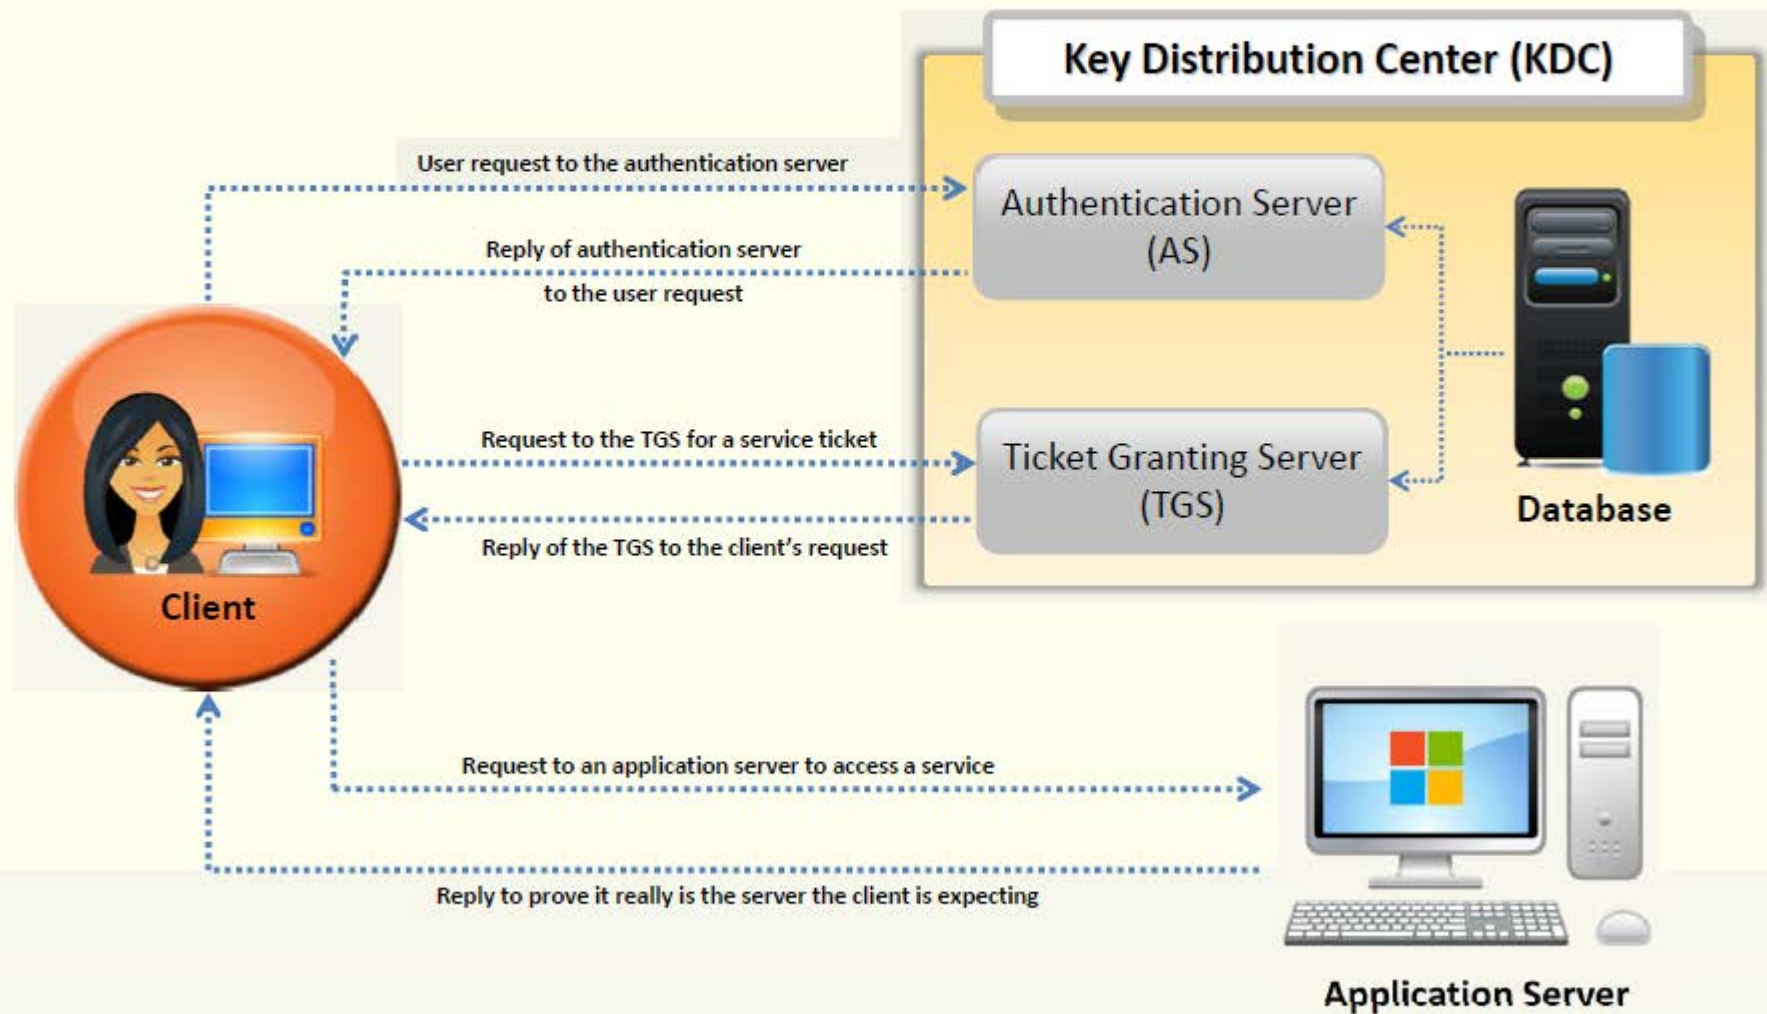 Key Distribution Center (KDC)
User request to the authentication server
Authentication Server
(AS)
Reply of authentication server
to the user request
Request to the TGS for a service ticket
Ticket Granting Server
(TGS)
Database
Reply of the TGS to the client's request
Client
Request to an application server to access a service
Reply to prove it really is the server the client is expecting
Application Server